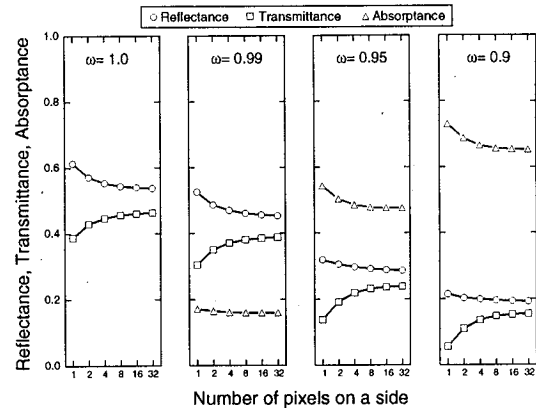 Reflectance Transmittance Absorptance
ω= 1.0
ω= 0.99
ω= 0.95
ω= 0.9
Reflectance, Transmittance, Absorptance
1.0
0.8
0.6
0.4
0.2
0.0
1 2 4 8 16 32
1 2 4 8 16 32
1 2 4 8 16 32
1 2 4 8 16 32
Number of pixels on a side